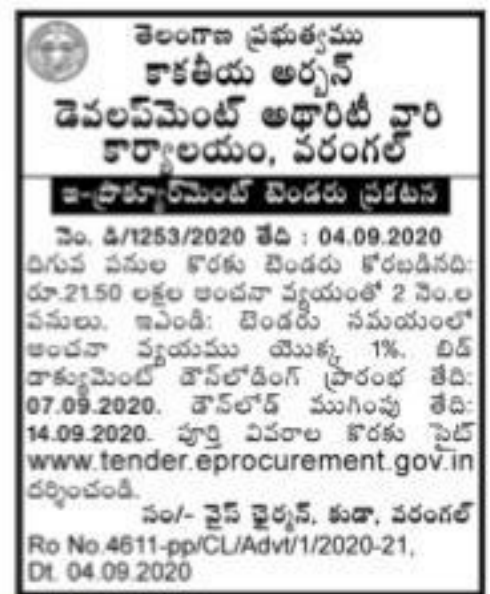 తెలంగాణ ప్రభుత్వము
కాకతీయ అర్బన్
డెవలప్‌మెంట్ అథారిటీ వారి
కార్యాలయం, వరంగల్
ఇ-ప్రొక్యూర్‌మెంట్ టెండరు ప్రకటన
నెం. డి/1253/2020 తేది : 04.09.2020
దిగువ పనుల కొరకు టెండరు కోరబడినది:
రూ.21.50 లక్షల అంచనా వ్యయంతో 2 నెం.ల
పనులు. ఇఎండి: టెండరు సమయంలో
అంచనా వ్యయము యొక్క 1%. బిడ్
డాక్యుమెంట్ డౌన్‌లోడింగ్ ప్రారంభ తేది:
07.09.2020. డౌన్‌లోడ్ ముగింపు తేది:
14.09.2020. పూర్తి వివరాల కొరకు సైట్
www.tender.eprocurement.gov.in
దర్శించండి.
సం/- వైస్ ఛైర్మన్, కుడా, వరంగల్
Ro No.4611-pp/CL/Advt/1/2020-21,
Dt. 04.09.2020